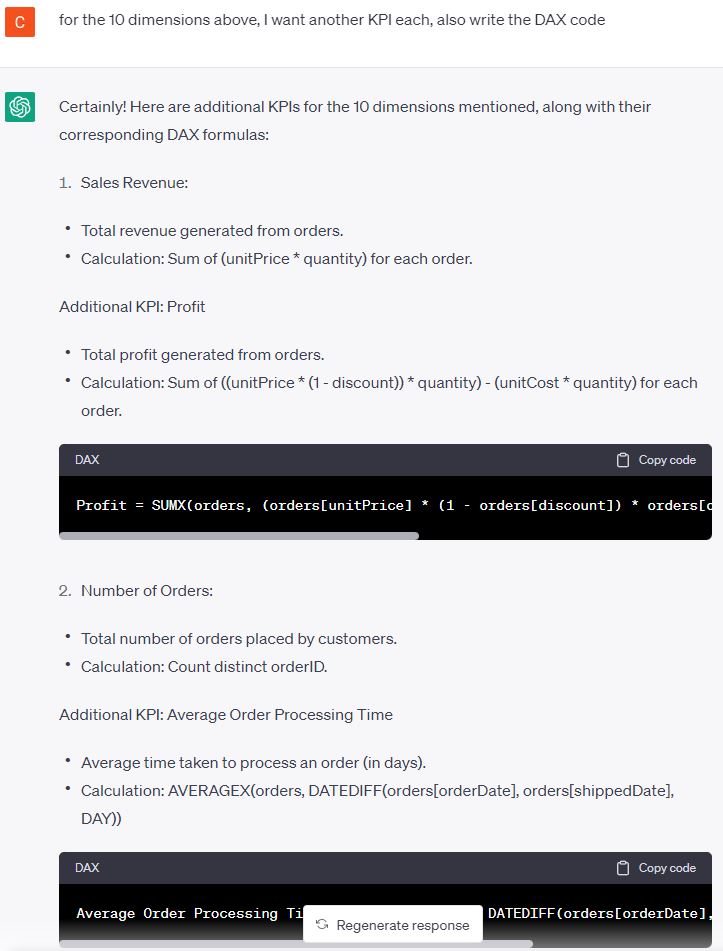 C
for the 10 dimensions above, I want another KPI each, also write the DAX code
Certainly! Here are additional KPIs for the 10 dimensions mentioned, along with their
corresponding DAX formulas:
1. Sales Revenue:
• Total revenue generated from orders.
• Calculation: Sum of (unitPrice * quantity) for each order.
Additional KPI: Profit
• Total profit generated from orders.
• Calculation: Sum of ((unitPrice * (1 - discount)) * quantity) - (unitCost * quantity) for each
order.
DAX Copy code
Profit = SUMX(orders, (orders[unitPrice] * (1 - orders[discount]) * orders[
2. Number of Orders:
• Total number of orders placed by customers.
• Calculation: Count distinct orderID.
Additional KPI: Average Order Processing Time
• Average time taken to process an order (in days).
• Calculation: AVERAGEX(orders, DATEDIFF(orders[orderDate], orders[shippedDate],
DAY))
DAX Copy code
Average Order Processing Ti DATEDIFF(orders[orderDate],
Regenerate response